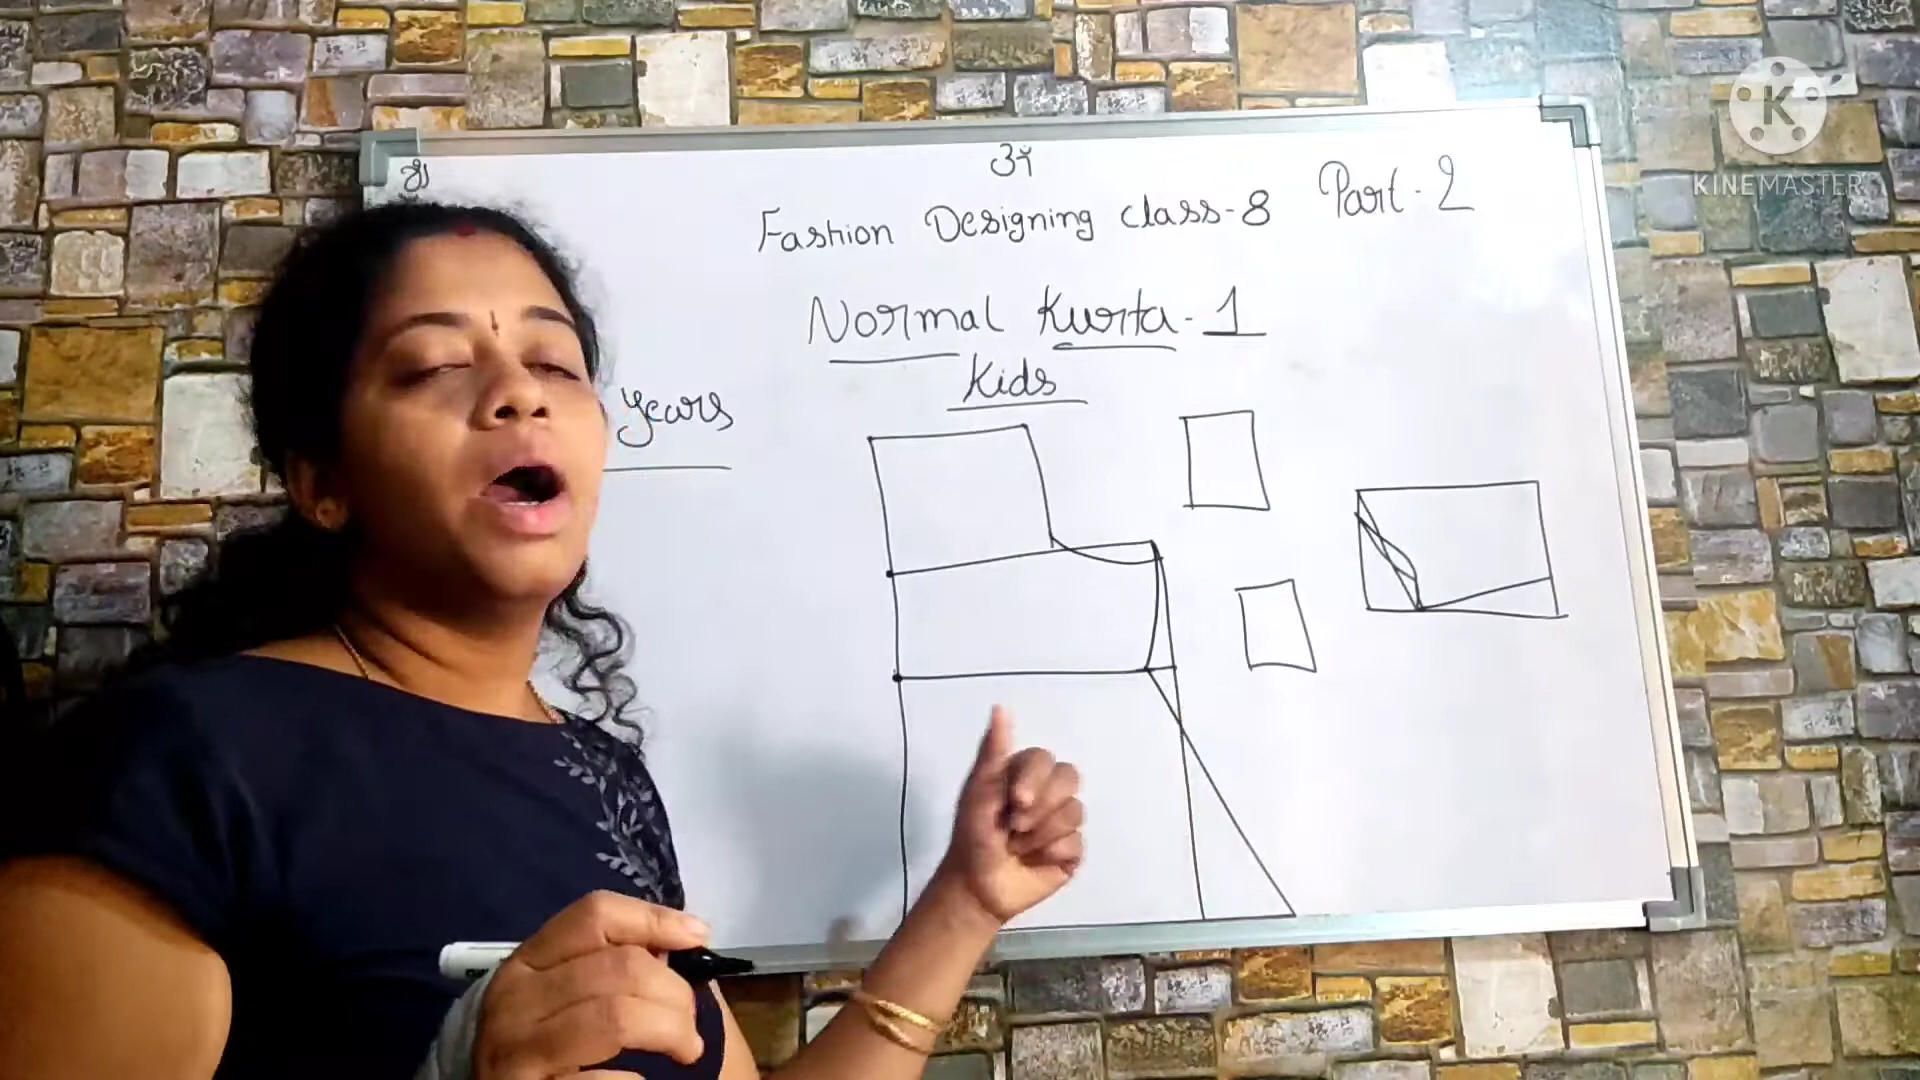 శ్రీ
ૐ
Fashion Designing class-8 Part-2
Normal Kurta-1
Kids
years
K
KINEMASTER